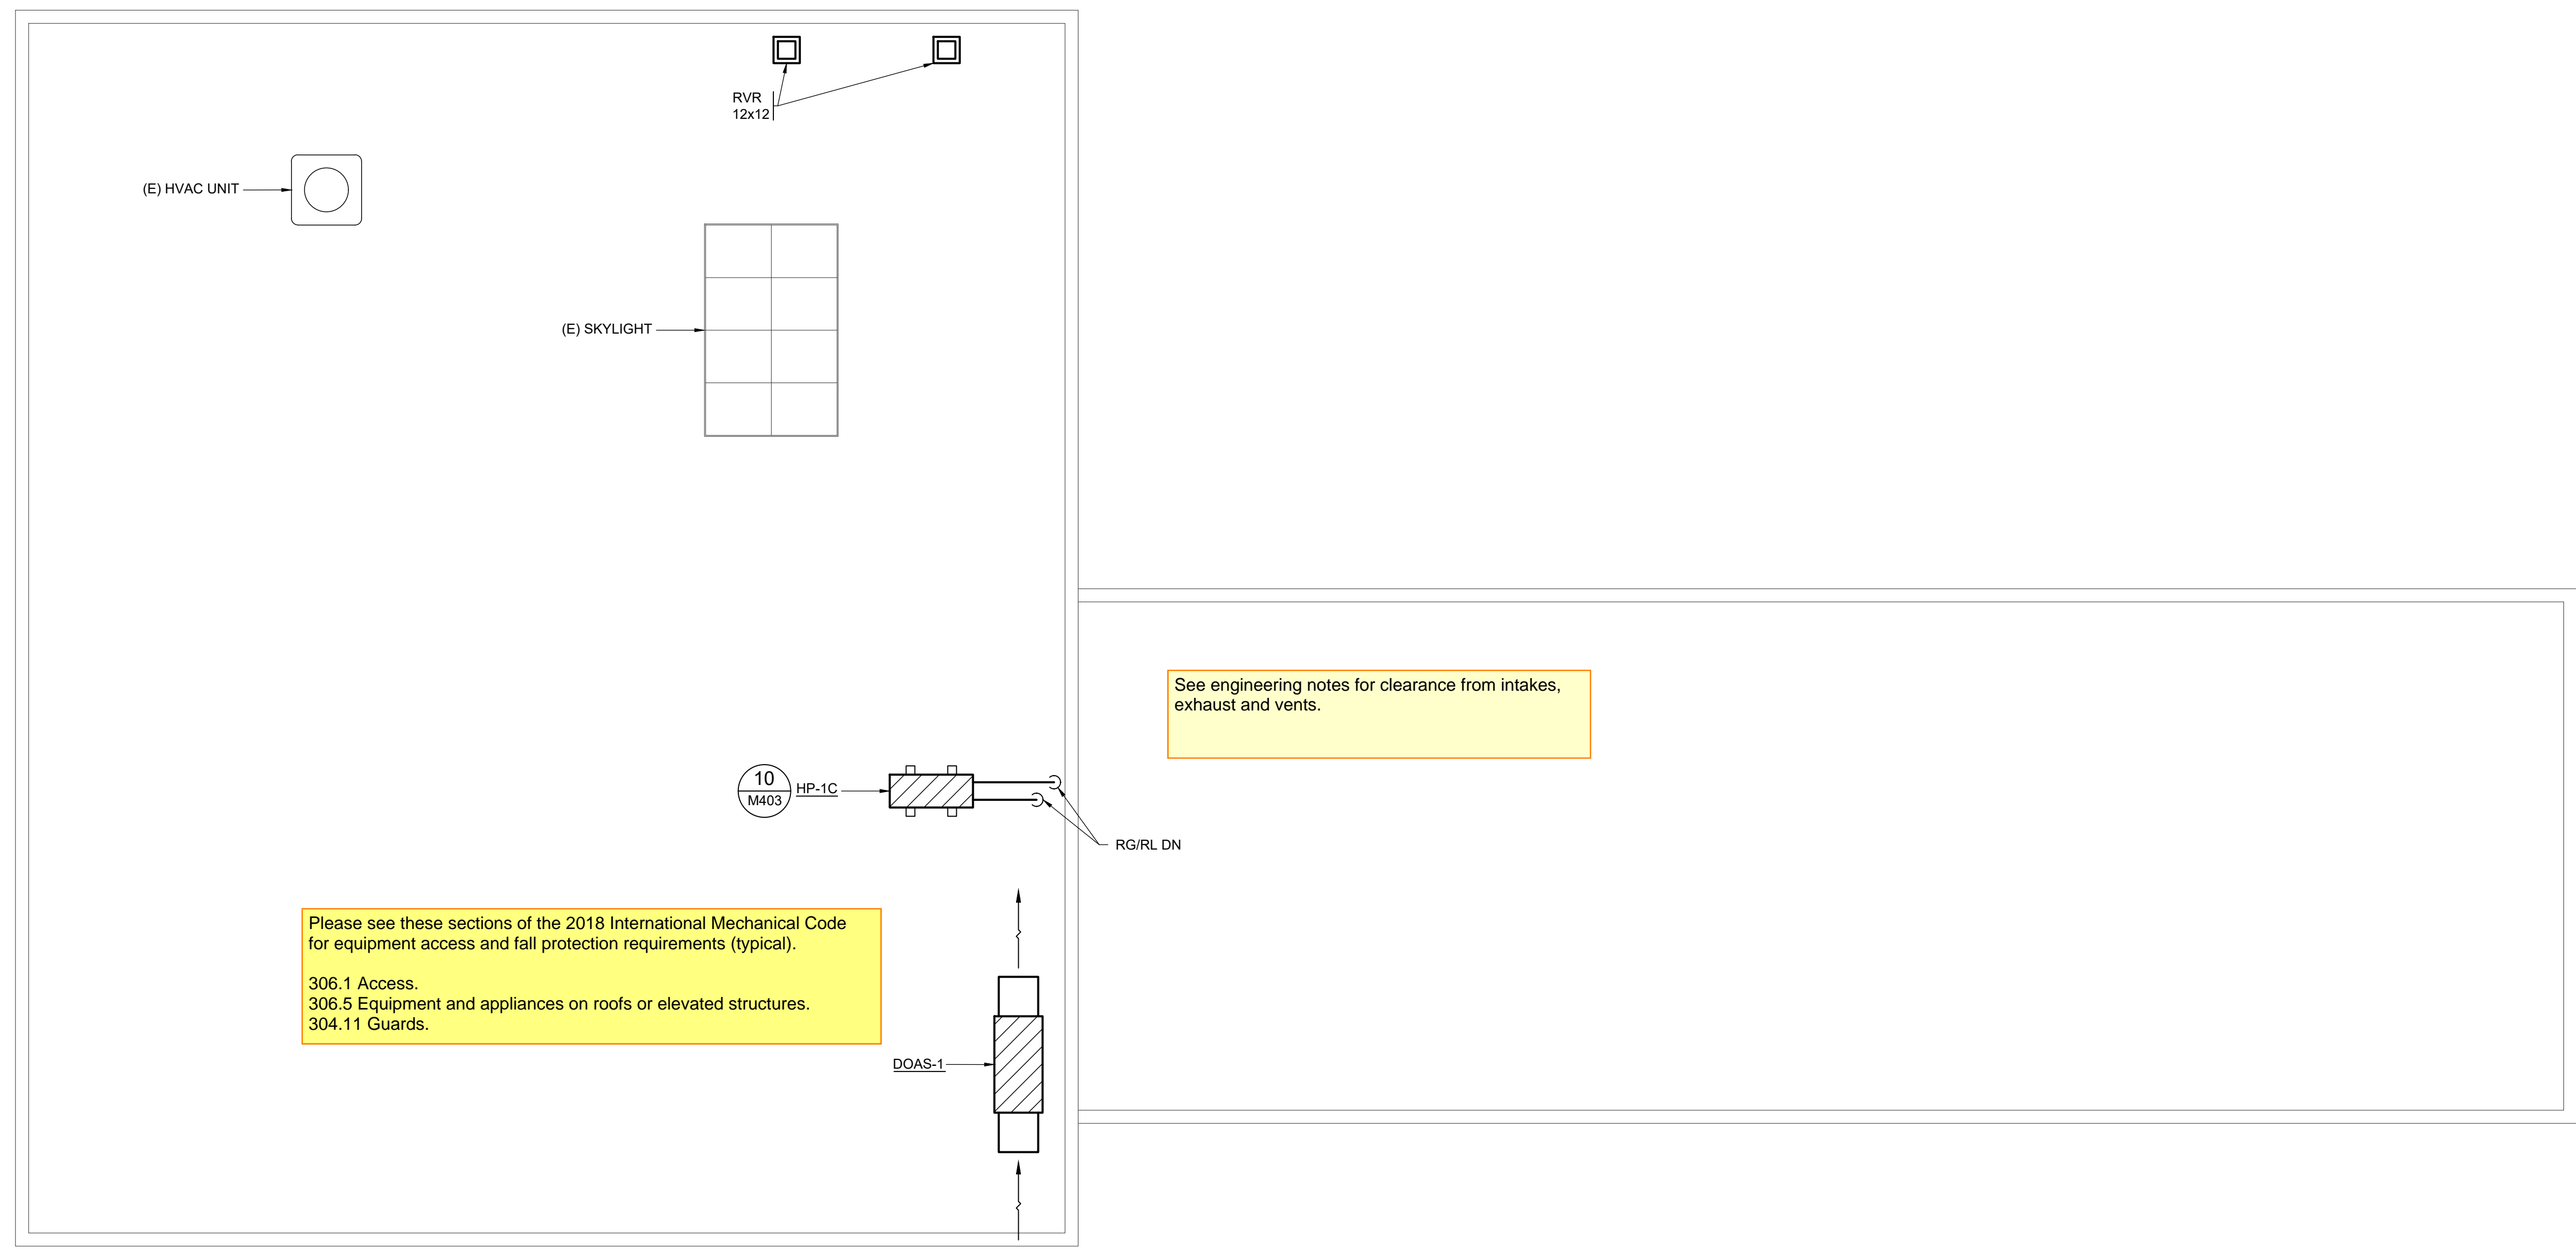 RVR
12x12
(E) HVAC UNIT
(E) SKYLIGHT
See engineering notes for clearance from intakes,
exhaust and vents.
10
M403
HP-1C
RG/RL DN
Please see these sections of the 2018 International Mechanical Code
for equipment access and fall protection requirements (typical).
306.1 Access.
306.5 Equipment and appliances on roofs or elevated structures.
304.11 Guards.
DOAS-1